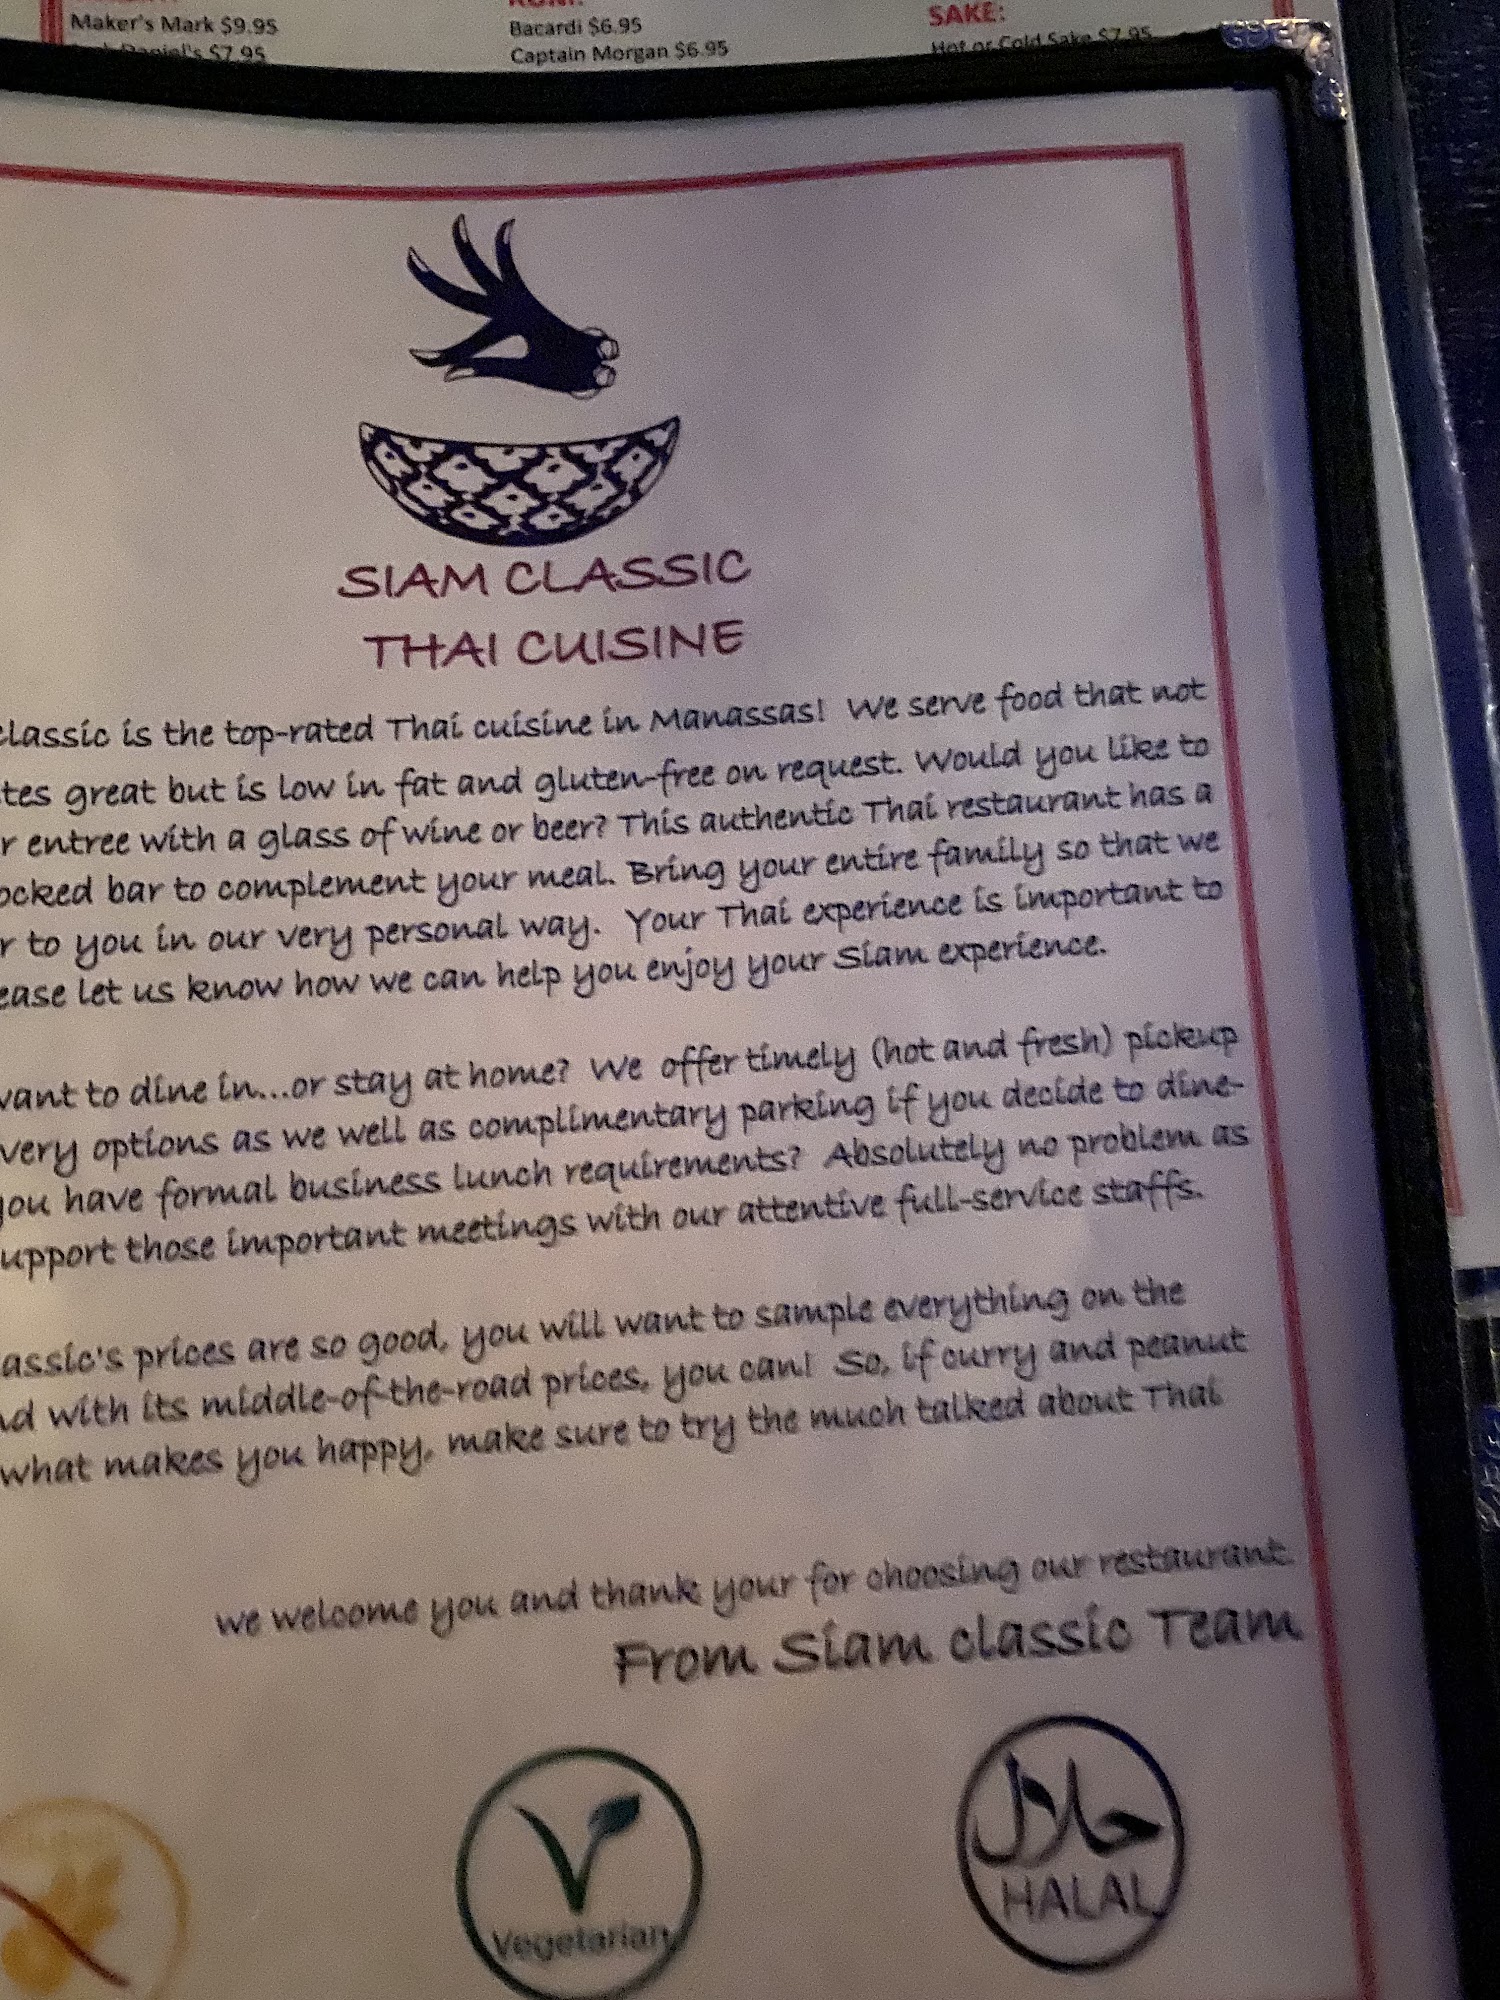 Maker's Mark $9.95
$7.95
Bacardi $6.95
Captain Morgan $6.95
SAKE:
Hot or Cold Sake $7.95
SIAM CLASSIC
THAI CUISINE
classic is the top-rated Thai cuisine in Manassas! We serve food that not
tes great but is low in fat and gluten-free on request. Would you like to
r entree with a glass of wine or beer? This authentic Thai restaurant has a
ocked bar to complement your meal. Bring your entire family so that we
r to you in our very personal way. Your Thai experience is important to
ease let us know how we can help you enjoy your Siam experience.
want to dine in...or stay at home? We offer timely (hot and fresh) pickup
very options as we well as complimentary parking if you decide to dine-
you have formal business lunch requirements? Absolutely no problem as
upport those important meetings with our attentive full-service staffs.
assic's prices are so good, you will want to sample everything on the
nd with its middle-of-the-road prices, you can! So, if curry and peanut
what makes you happy, make sure to try the much talked about Thai
we welcome you and thank your for choosing our restaurant
From Siam classic Team
Vegetarian
حلال
HALAL